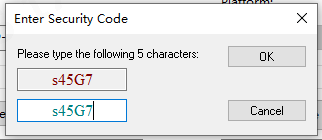 Platform:
Enter Security Code
Please type the following 5 characters:
OK
s45G7
s45G7
Cancel